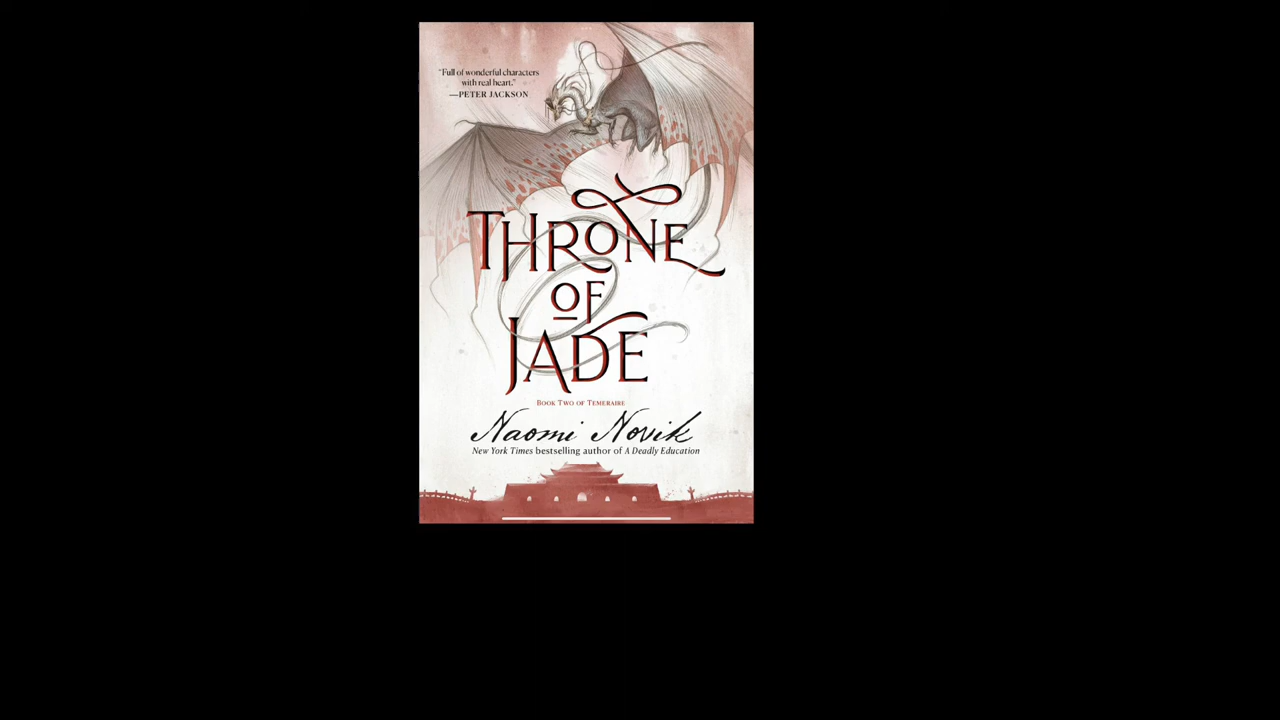 "Full of wonderful characters
with real heart."
—PETER JACKSON
THRONE
OF
JADE
BOOK TWO OF TEMERAIRE
Naomi Novik
New York Times bestselling author of A Deadly Education